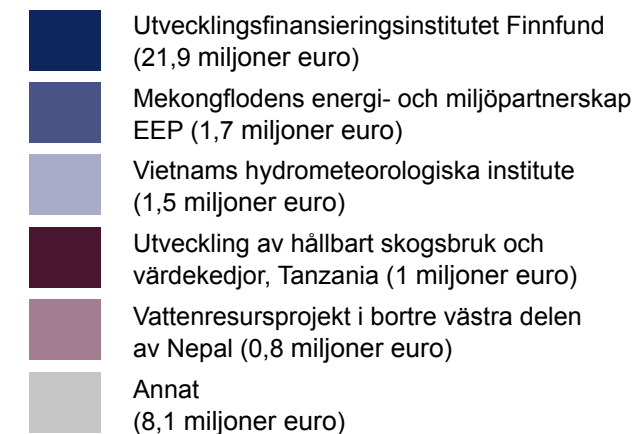 Utvecklingsfinansieringsinstitutet Finnfund
(21,9 miljoner euro)
Mekongflodens energi- och miljöpartnerskap
EEP (1,7 miljoner euro)
Vietnams hydrometeorologiska institute
(1,5 miljoner euro)
Utveckling av hållbart skogsbruk och
värdekedjor, Tanzania (1 miljoner euro)
Vattenresursprojekt i bortre västra delen
av Nepal (0,8 miljoner euro)
Annat
(8,1 miljoner euro)